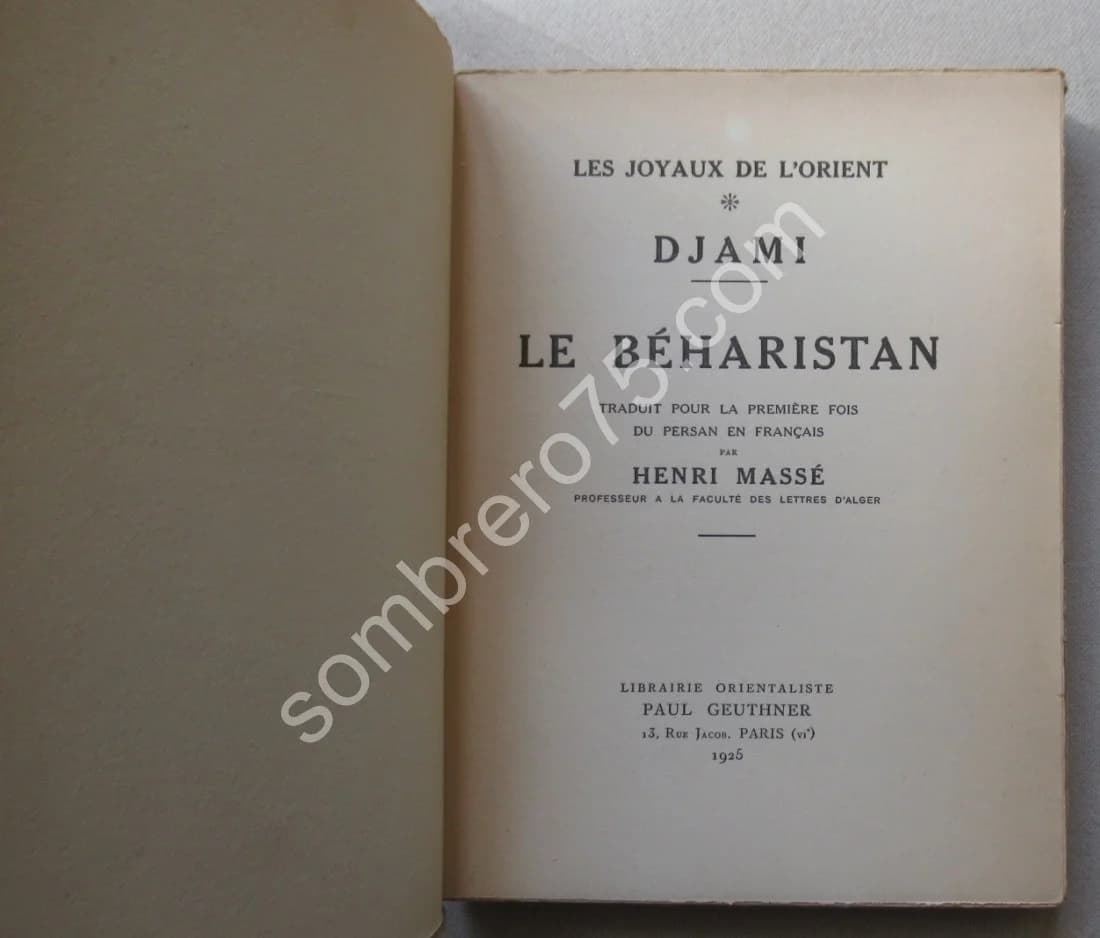 LES JOYAUX DE L'ORIENT
DJAMI
LE BÉHARISTAN
TRADUIT POUR LA PREMIÈRE FOIS
DU PERSAN EN FRANÇAIS
PAR
HENRI MASSÉ
PROFESSEUR A LA FACULTÉ DES LETTRES D'ALGER
LIBRAIRIE ORIENTALISTE
PAUL GEUTHNER
13, RUE JACOB, PARIS (VIᵉ)
1925
sombrero75.com